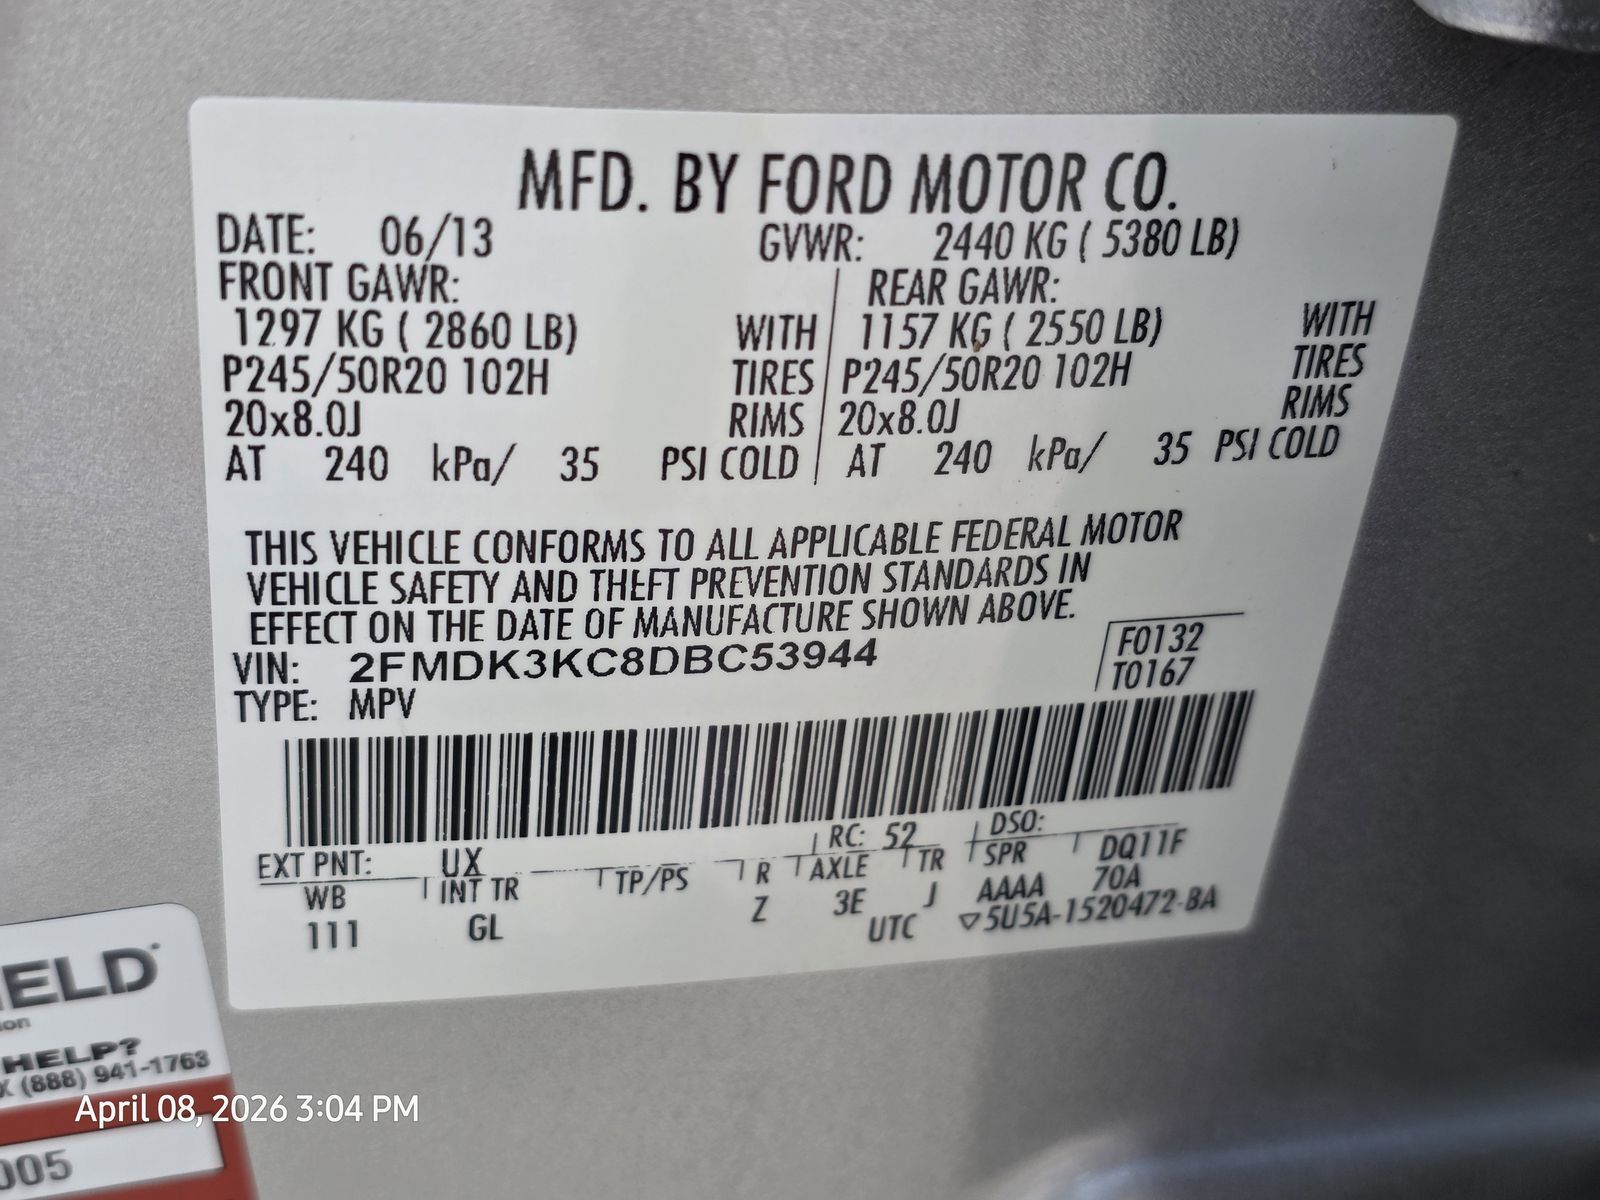 MFD. BY FORD MOTOR CO.
DATE: 06/13 GVWR: 2440 KG ( 5380 LB)
FRONT GAWR: REAR GAWR:
1297 KG ( 2860 LB) WITH 1157 KG ( 2550 LB) WITH
P245/50R20 102H TIRES P245/50R20 102H TIRES
20x8.0J RIMS 20x8.0J RIMS
AT 240 kPa/ 35 PSI COLD AT 240 kPa/ 35 PSI COLD
THIS VEHICLE CONFORMS TO ALL APPLICABLE FEDERAL MOTOR
VEHICLE SAFETY AND THEFT PREVENTION STANDARDS IN
EFFECT ON THE DATE OF MANUFACTURE SHOWN ABOVE.
VIN: 2FMDK3KC8DBC53944 F0132
TYPE: MPV T0167
EXT PNT: UX RC: 52 DSO:
WB INT TR TP/PS R AXLE TR SPR DQ11F
111 GL Z 3E J AAAA 70A
UTC ▽5U5A-1520472-BA
IELD
ion
HELP?
X (888) 941-1763
April 08, 2026 3:04 PM
005